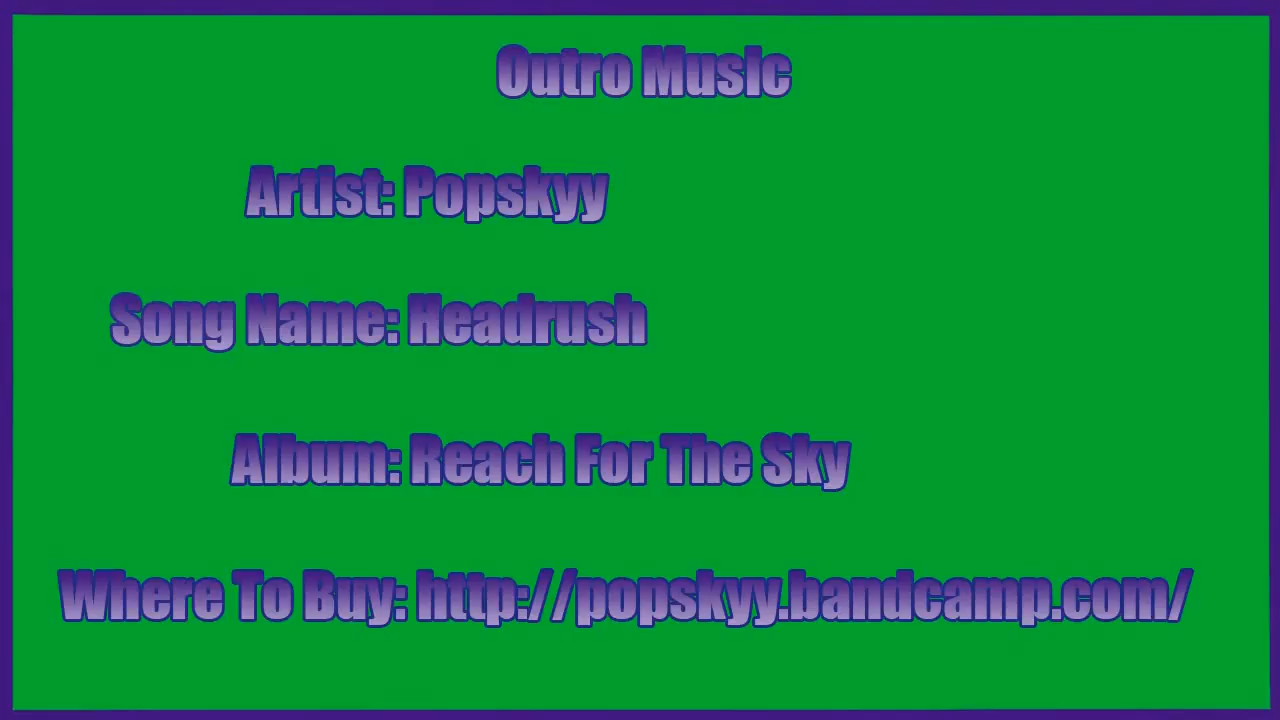 Outro Music
Artist: Popskyy
Song Name: Headrush
Album: Reach For The Sky
Where To Buy: http://popskyy.bandcamp.com/